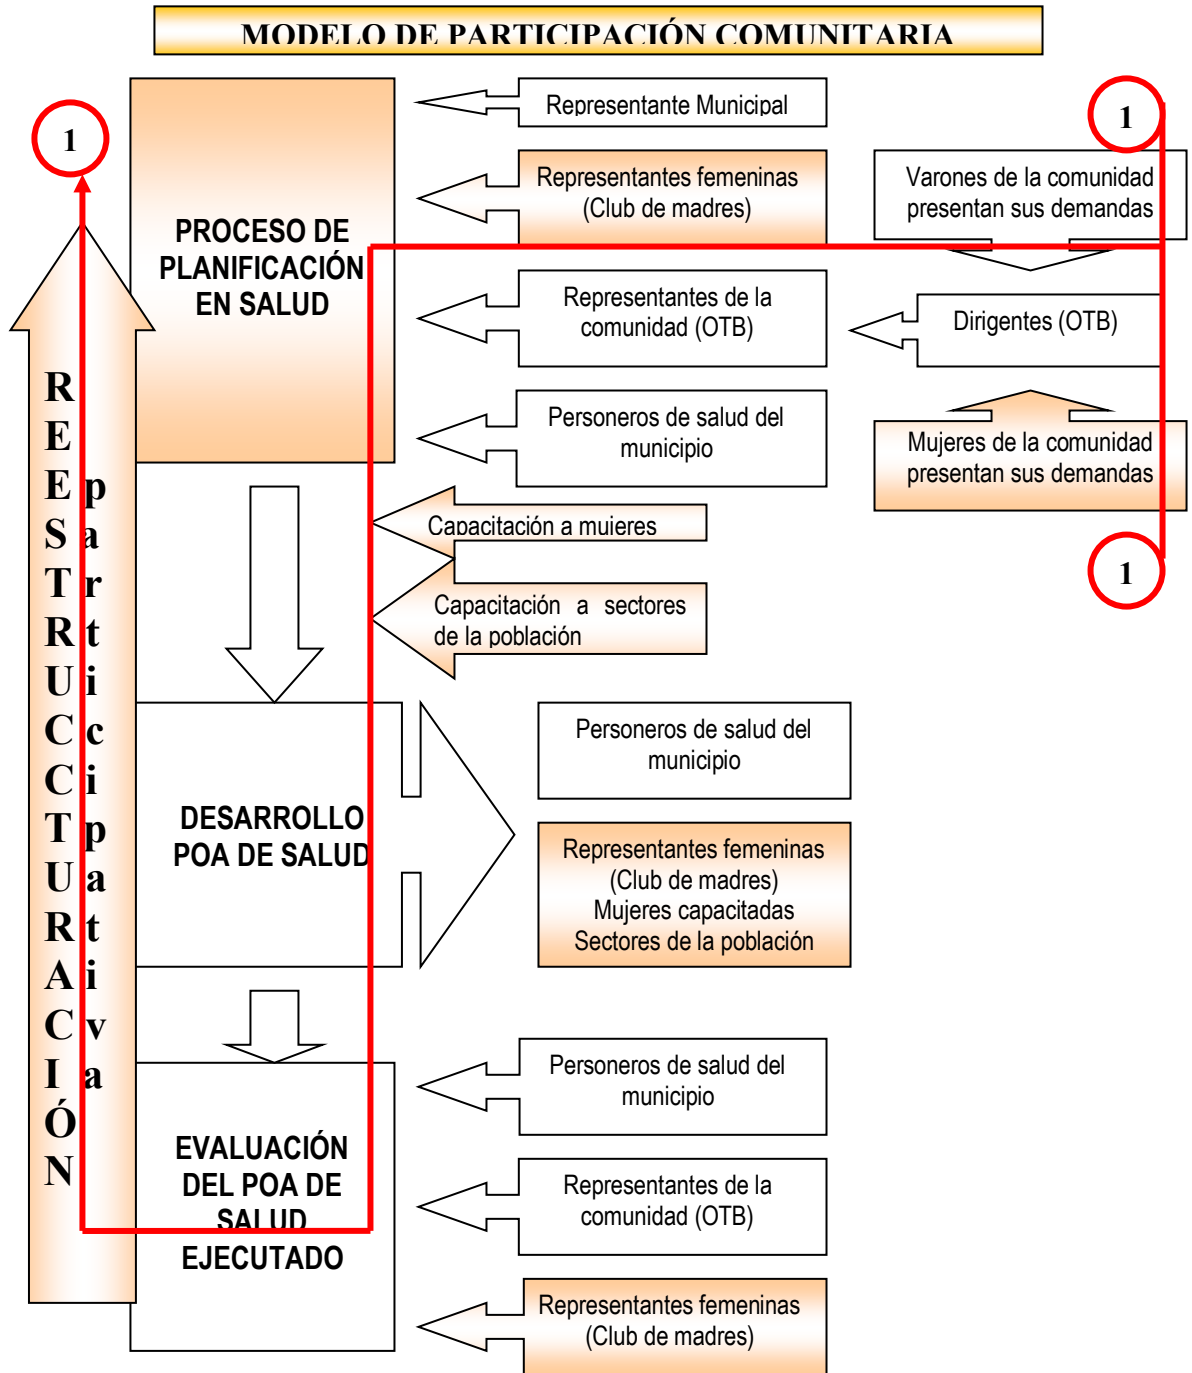 MODELO DE PARTICIPACIÓN COMUNITARIA
1
1
PROCESO DE
PLANIFICACIÓN
EN SALUD
Representante Municipal
Representantes femeninas
(Club de madres)
Representantes de la
comunidad (OTB)
Personeros de salud del
municipio
Varones de la comunidad
presentan sus demandas
Dirigentes (OTB)
Mujeres de la comunidad
presentan sus demandas
1
Capacitación a mujeres
Capacitación a sectores
de la población
REESTRUCCTURACIÓN
participativa
DESARROLLO
POA DE SALUD
Personeros de salud del
municipio
Representantes femeninas
(Club de madres)
Mujeres capacitadas
Sectores de la población
EVALUACIÓN
DEL POA DE
SALUD
EJECUTADO
Personeros de salud del
municipio
Representantes de la
comunidad (OTB)
Representantes femeninas
(Club de madres)